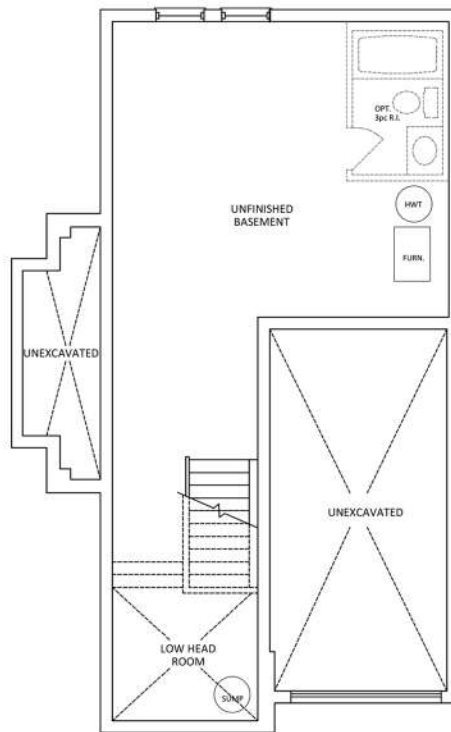 OPT.
3pc R.I.
UNFINISHED
BASEMENT
HWT
FURN.
UNEXCAVATED
UNEXCAVATED
LOW HEAD
ROOM
SUMP